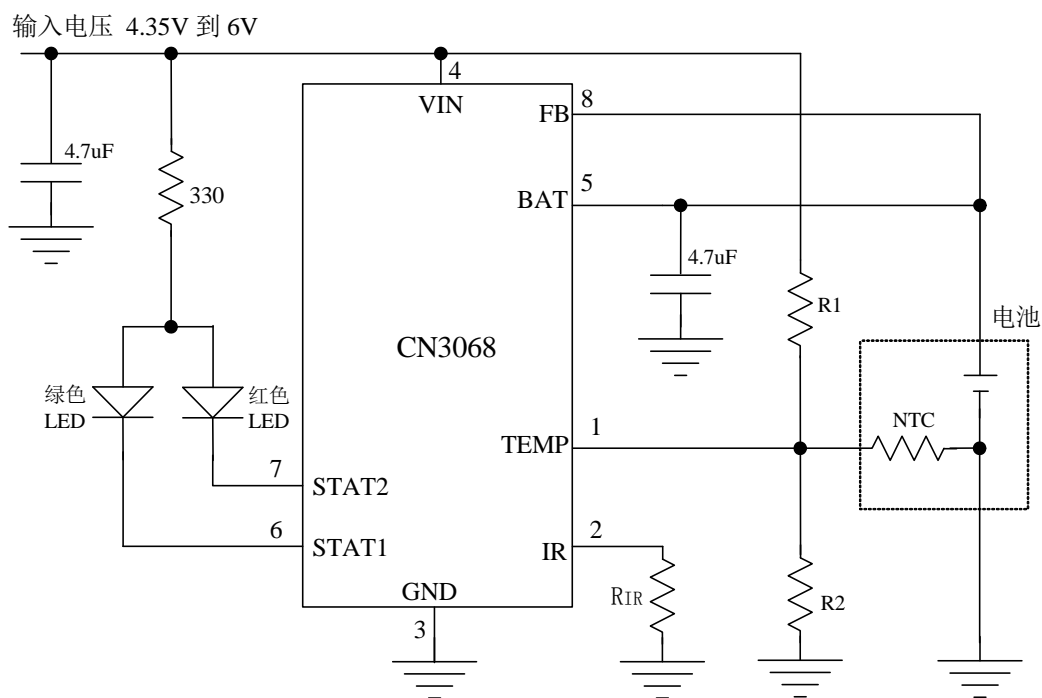 输入电压 4.35V 到 6V
4
VIN
FB
8
4.7uF
330
BAT
5
4.7uF
R1
CN3068
电池
绿色
LED
红色
LED
NTC
TEMP
1
7
STAT2
6
STAT1
IR
2
RIR
R2
GND
3